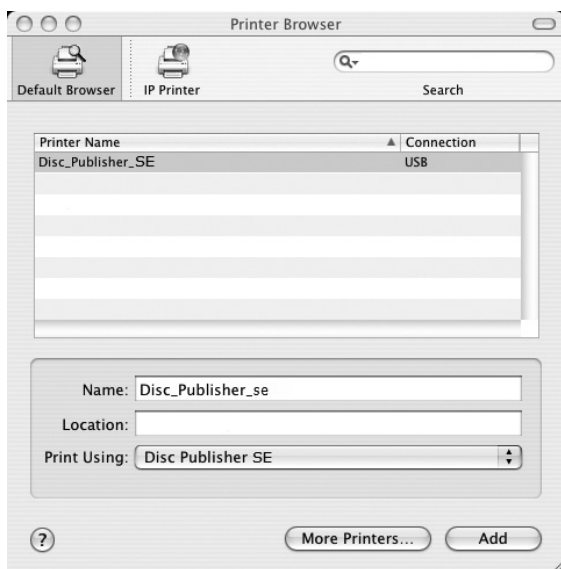 Printer Browser
Default Browser
IP Printer
Search
Printer Name
Connection
Disc_Publisher_SE
USB
Name: Disc_Publisher_se
Location:
Print Using: Disc Publisher SE
? More Printers... Add